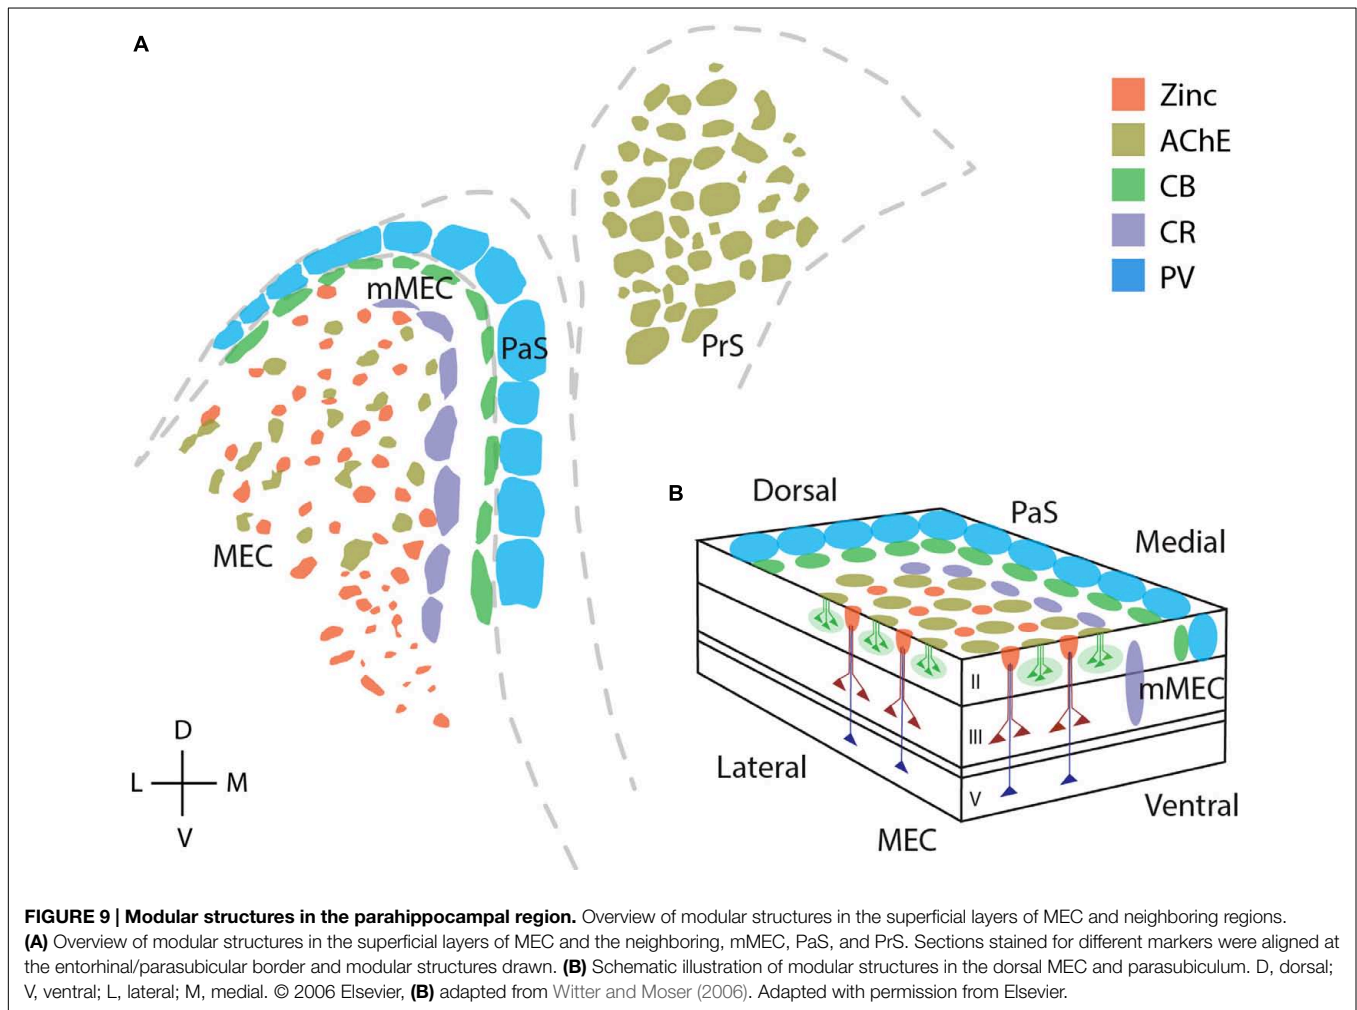 A
Zinc
AChE
CB
CR
PV
mMEC
PaS
PrS
MEC
D
L
M
V
B
Dorsal
PaS
Medial
II
mMEC
III
V
Lateral
Ventral
MEC
FIGURE 9 | Modular structures in the parahippocampal region. Overview of modular structures in the superficial layers of MEC and neighboring regions.
(A) Overview of modular structures in the superficial layers of MEC and the neighboring, mMEC, PaS, and PrS. Sections stained for different markers were aligned at
the entorhinal/parasubicular border and modular structures drawn. (B) Schematic illustration of modular structures in the dorsal MEC and parasubiculum. D, dorsal;
V, ventral; L, lateral; M, medial. © 2006 Elsevier, (B) adapted from Witter and Moser (2006). Adapted with permission from Elsevier.